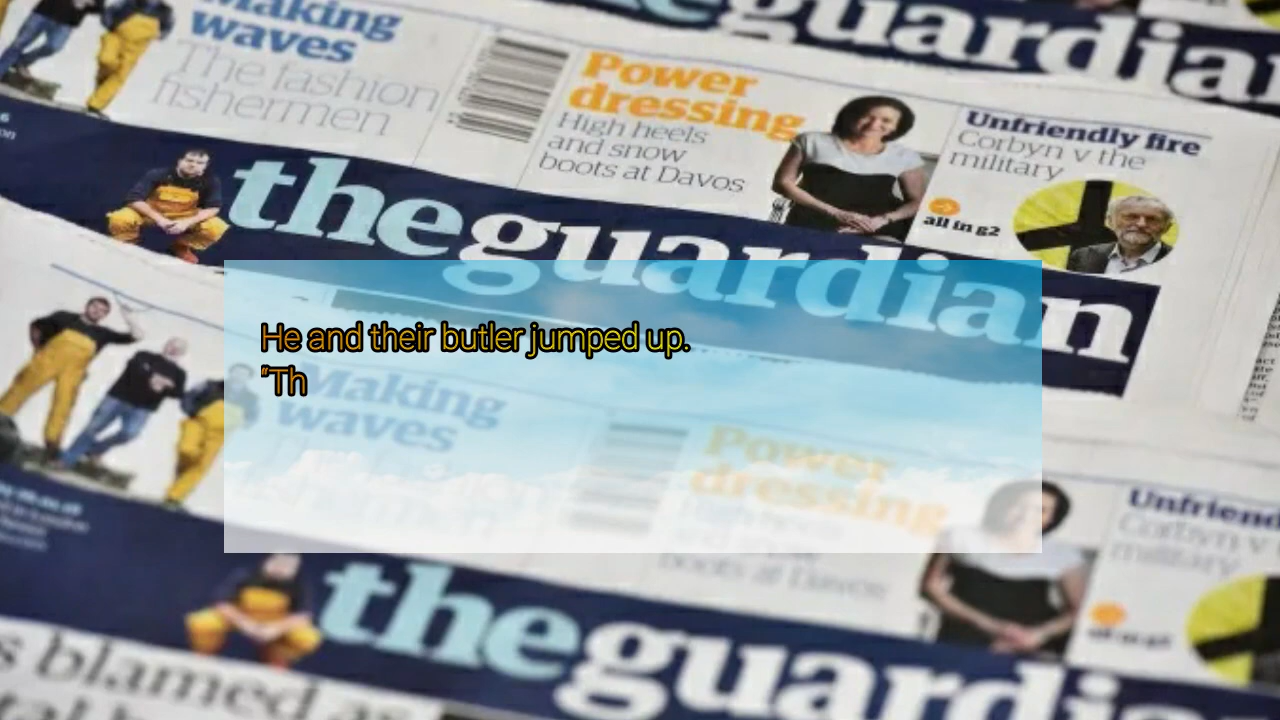 Making
waves
The fashion
fishermen
Power
dressing
High heels
and snow
boots at Davos
Unfriendly fire
Corbyn v the
military
all in g2
theguardian
theguardian
He and their butler jumped up.
“Th
Making
waves
Power
dressing
boots at Davos
Unfriend
Corbyn v
military
theguardia
s blamed